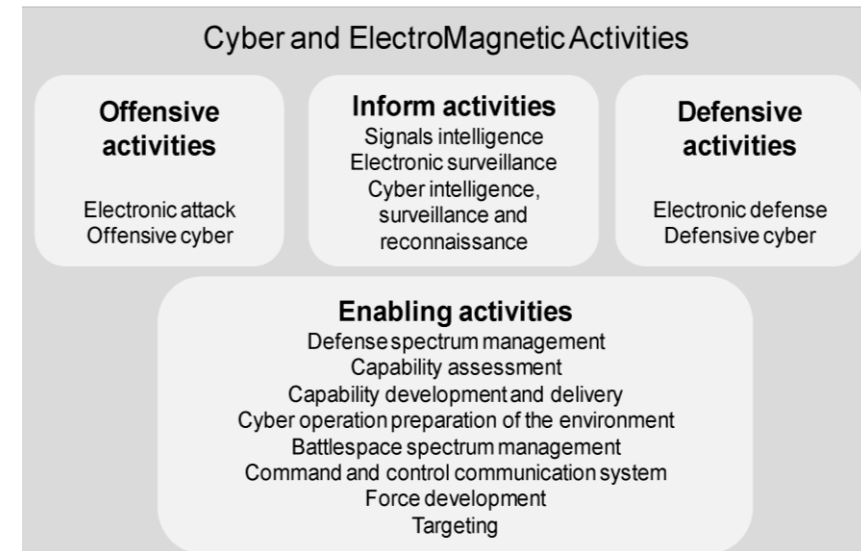 Cyber and ElectroMagnetic Activities
Offensive
activities
Electronic attack
Offensive cyber
Inform activities
Signals intelligence
Electronic surveillance
Cyber intelligence,
surveillance and
reconnaissance
Defensive
activities
Electronic defense
Defensive cyber
Enabling activities
Defense spectrum management
Capability assessment
Capability development and delivery
Cyber operation preparation of the environment
Battlespace spectrum management
Command and control communication system
Force development
Targeting